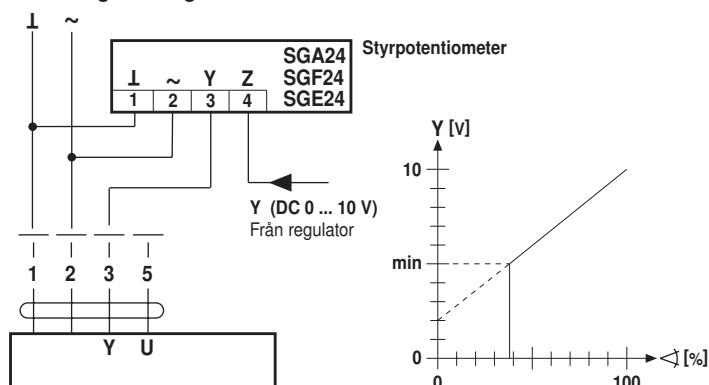 ⊥ ~
SGA24 Styrpotentiometer
⊥ ~ Y Z SGF24
1 2 3 4 SGE24
Y [V]
10
Y (DC 0 ... 10 V)
Från regulator
min
1 2 3 5
Y U
0
[%]
0 100